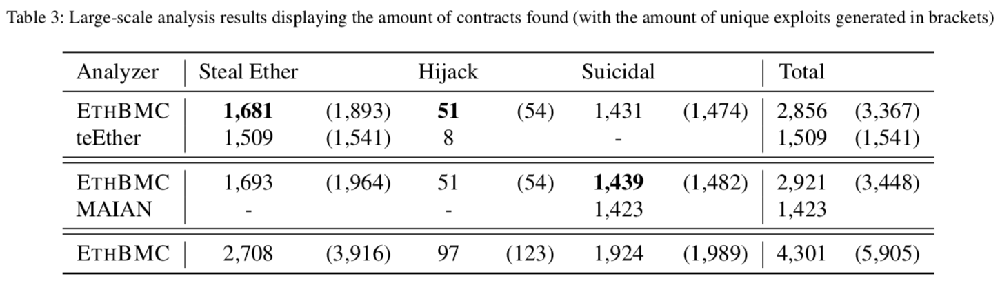 Table 3: Large-scale analysis results displaying the amount of contracts found (with the amount of unique exploits generated in brackets)
Analyzer Steal Ether Hijack Suicidal Total
ETHBMC 1,681 (1,893) 51 (54) 1,431 (1,474) 2,856 (3,367)
teEther 1,509 (1,541) 8 - 1,509 (1,541)
ETHBMC 1,693 (1,964) 51 (54) 1,439 (1,482) 2,921 (3,448)
MAIAN - - 1,423 1,423
ETHBMC 2,708 (3,916) 97 (123) 1,924 (1,989) 4,301 (5,905)